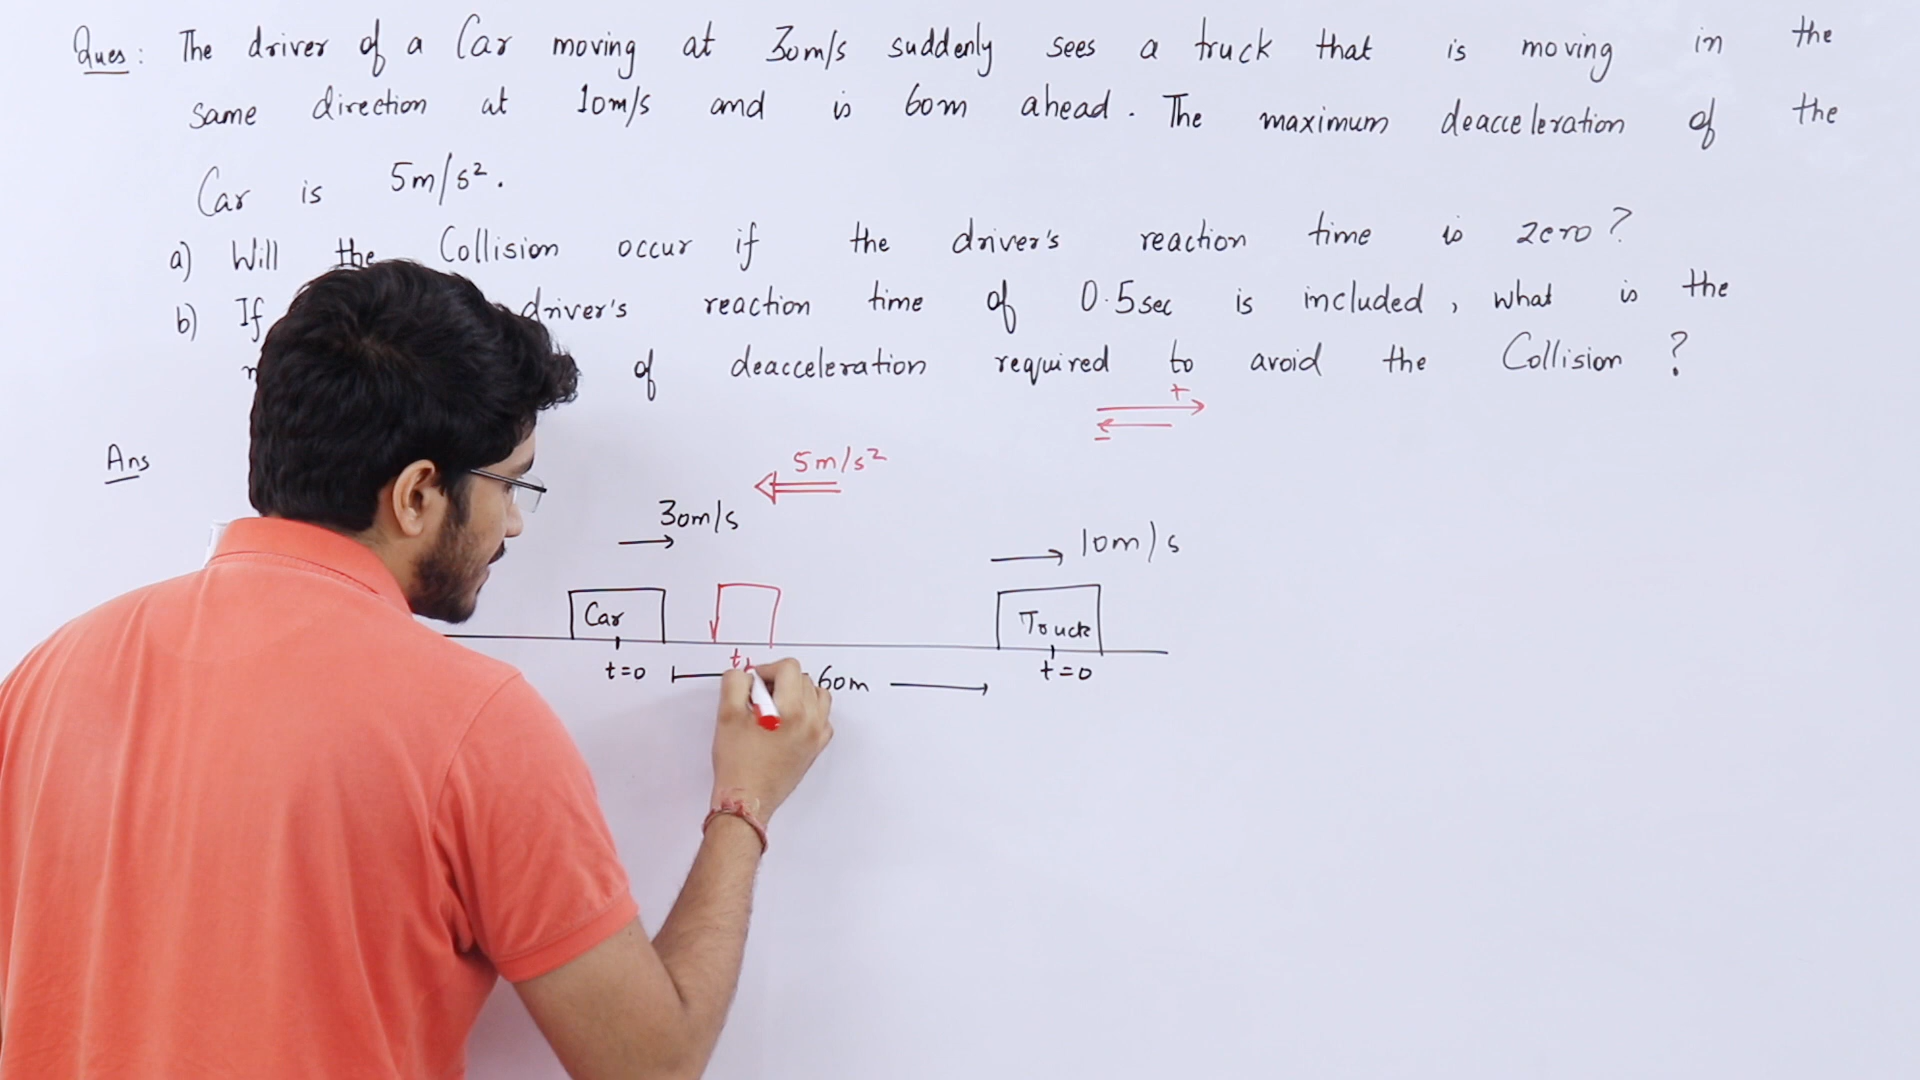 Ques : The driver of a Car moving at 30m/s suddenly sees a truck that is moving in the
same direction at 10m/s and is 60m ahead. The maximum deacceleration of the
Car is 5m/s².
a) Will the Collision occur if the driver's reaction time is zero?
b) If driver's reaction time of 0.5sec is included, what is the
of deacceleration required to avoid the Collision ?
+
-
Ans
5m/s²
30m/s
10m/s
Car
Truck
t=0
60m
t=0